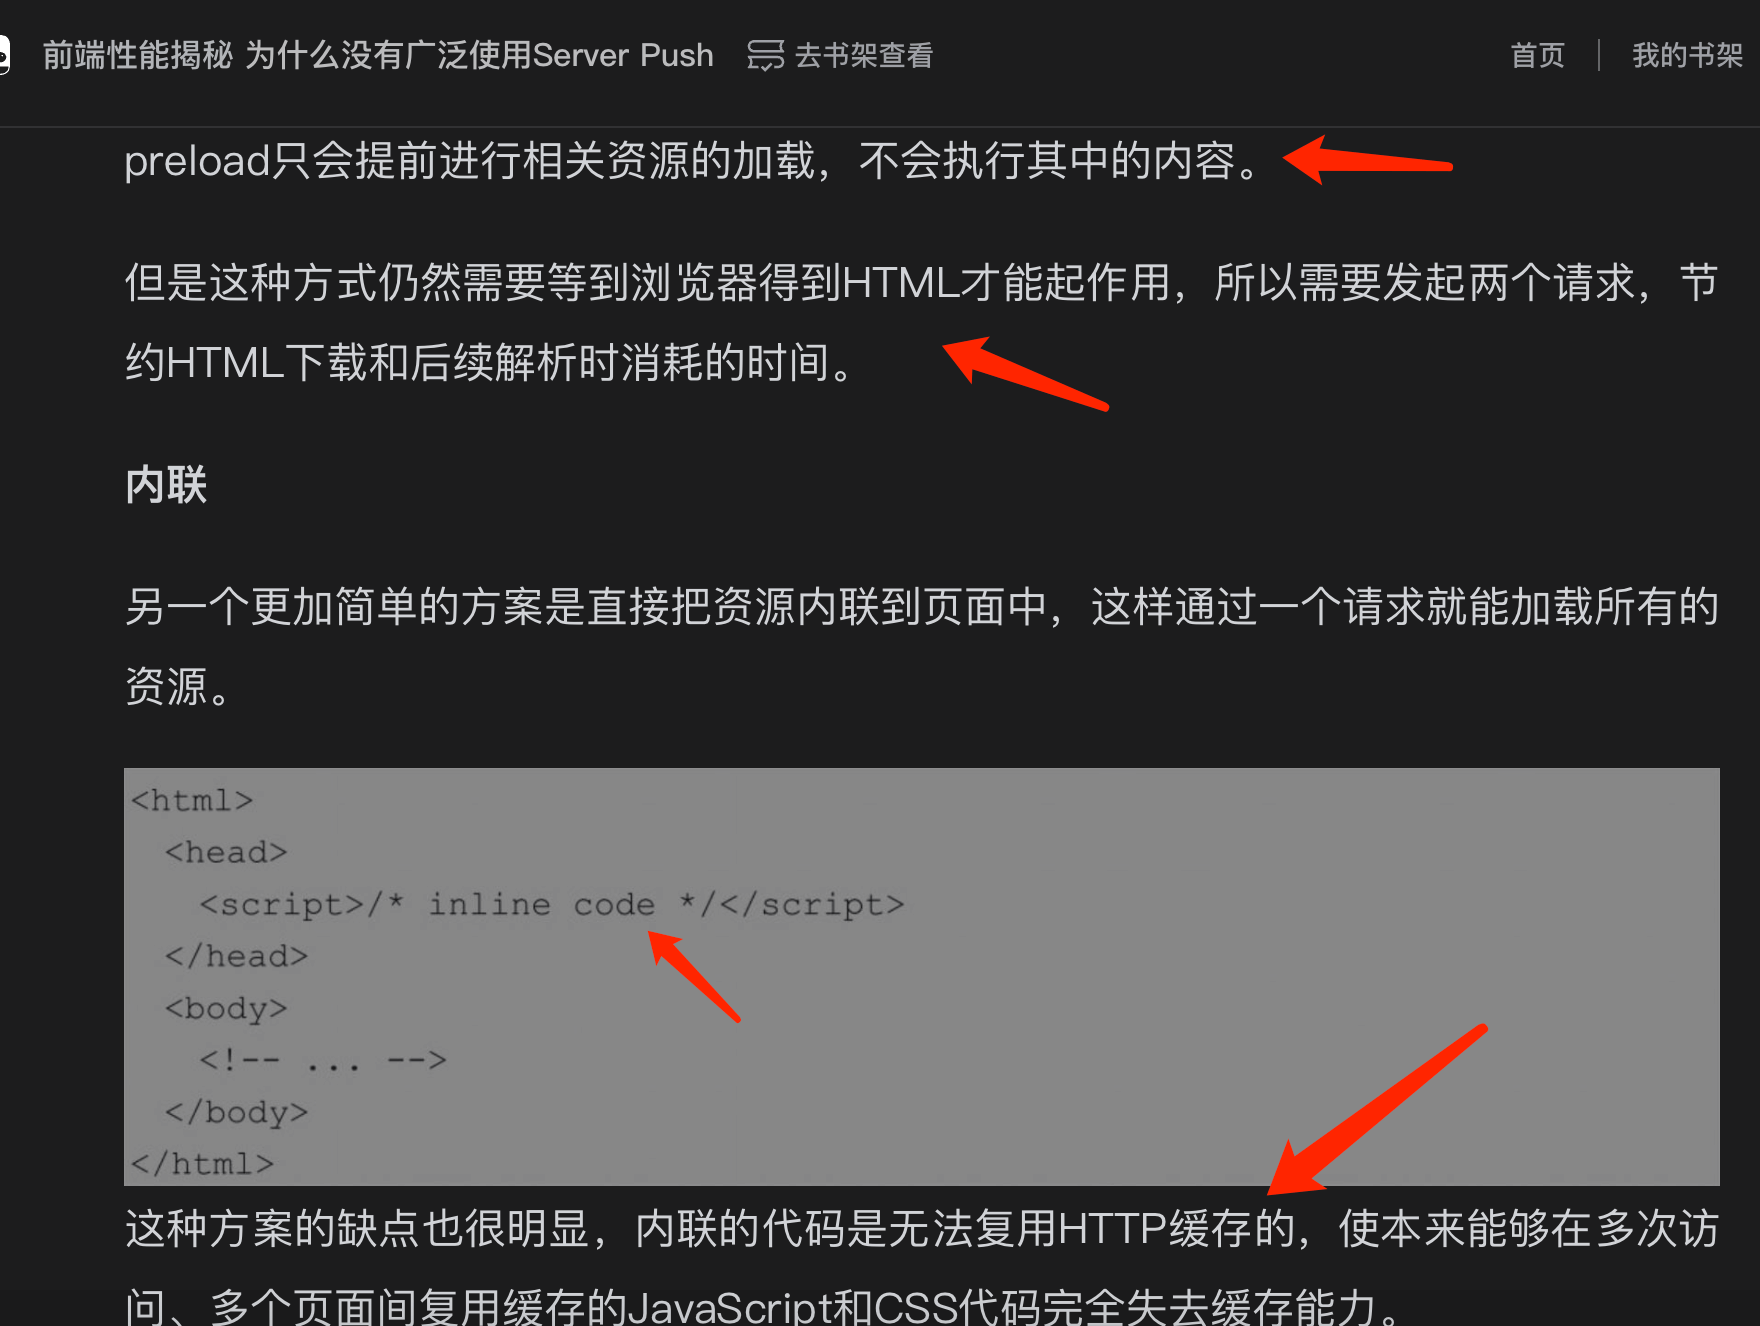 前端性能揭秘 为什么没有广泛使用Server Push 去书架查看 首页 | 我的书架
preload只会提前进行相关资源的加载，不会执行其中的内容。
但是这种方式仍然需要等到浏览器得到HTML才能起作用，所以需要发起两个请求，节
约HTML下载和后续解析时消耗的时间。
内联
另一个更加简单的方案是直接把资源内联到页面中，这样通过一个请求就能加载所有的
资源。
<html>
<head>
<script>/* inline code */</script>
</head>
<body>
<!-- ... -->
</body>
</html>
这种方案的缺点也很明显，内联的代码是无法复用HTTP缓存的，使本来能够在多次访
问、多个页面间复用缓存的JavaScript和CSS代码完全失去缓存能力。